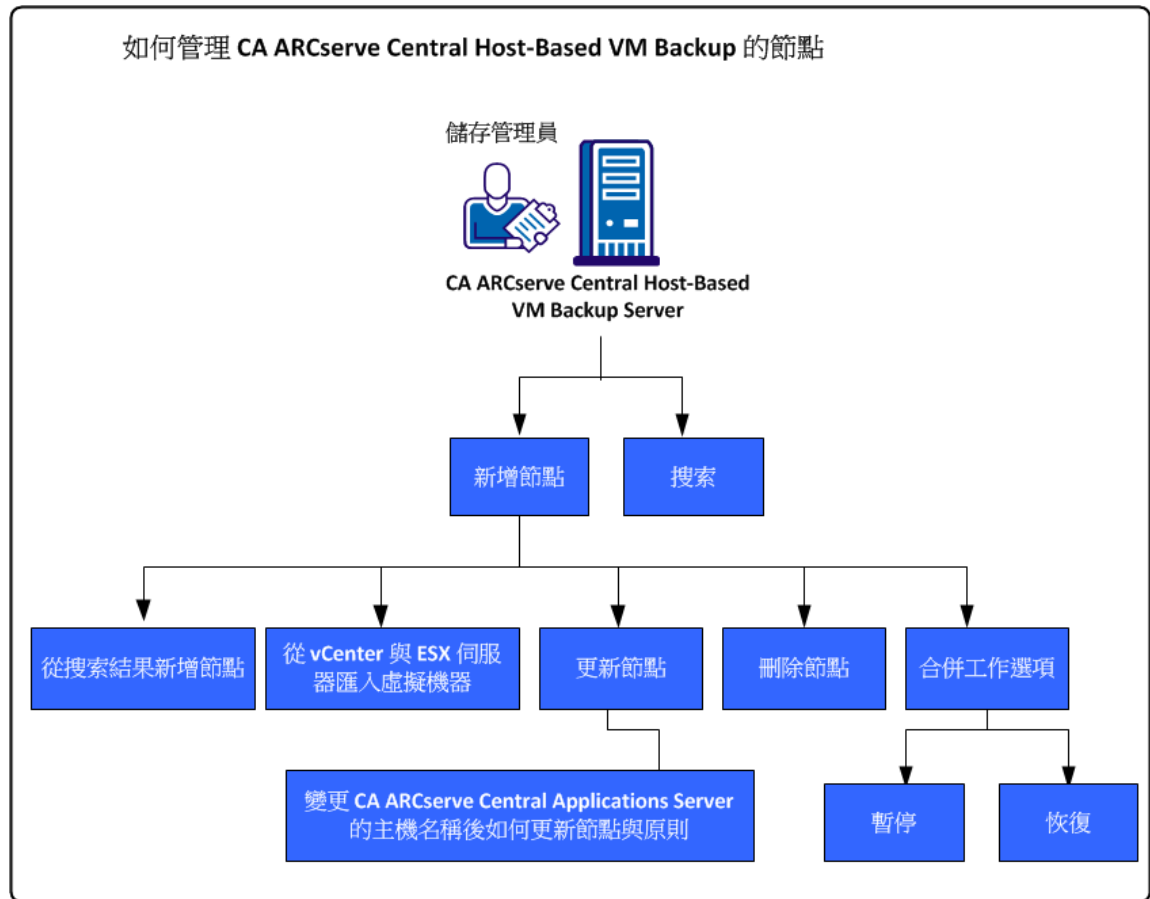 如何管理 CA ARCserve Central Host-Based VM Backup 的節點
儲存管理員
CA ARCserve Central Host-Based
VM Backup Server
新增節點
搜索
從搜索結果新增節點
從 vCenter 與 ESX 伺服
器匯入虛擬機器
更新節點
刪除節點
合併工作選項
變更 CA ARCserve Central Applications Server
的主機名稱後如何更新節點與原則
暫停
恢復